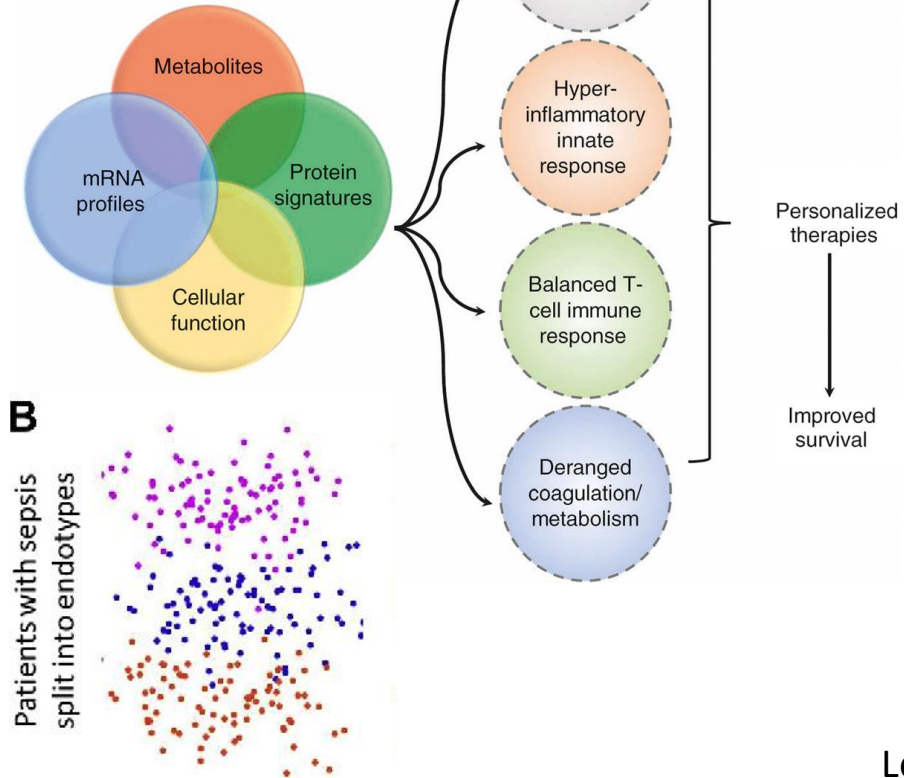 Metabolites
mRNA
profiles
Protein
signatures
Cellular
function
Hyper-
inflammatory
innate
response
Balanced T-
cell immune
response
Deranged
coagulation/
metabolism
Personalized
therapies
Improved
survival
B
Patients with sepsis
split into endotypes